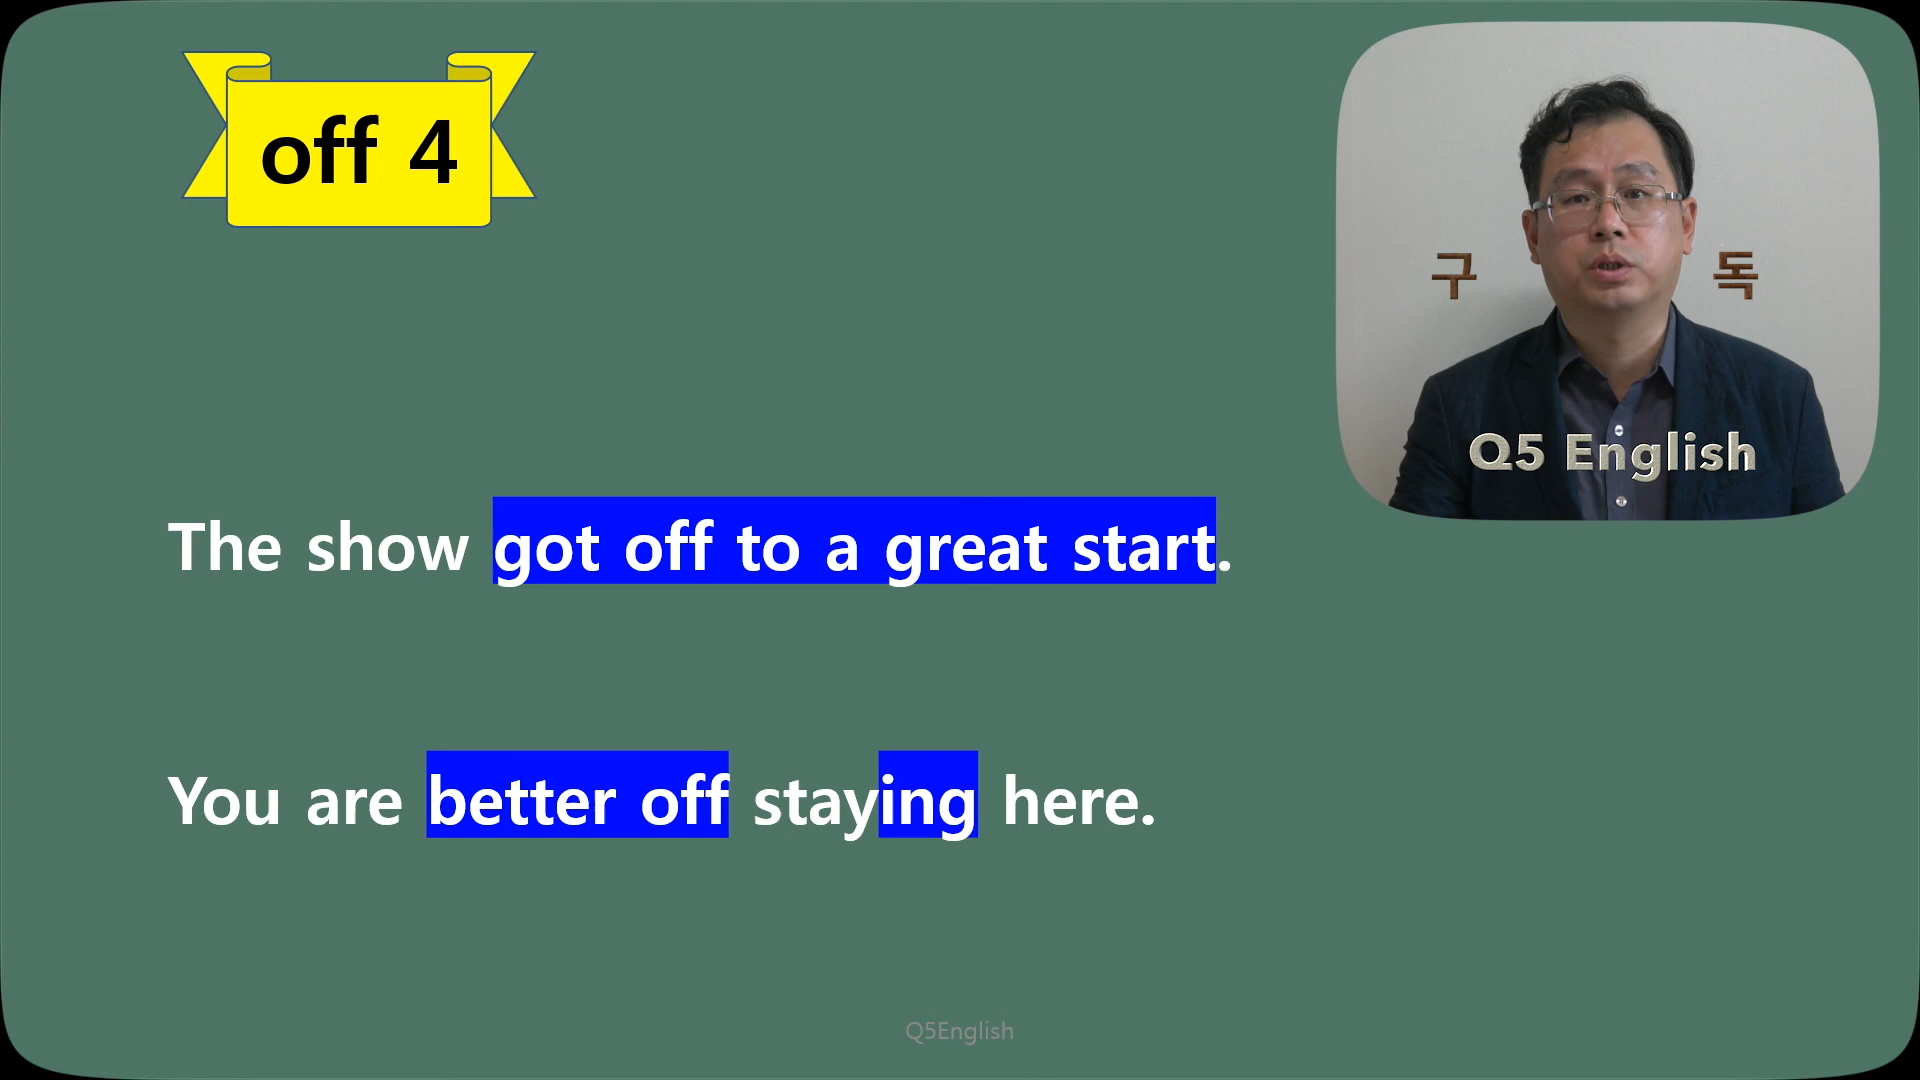 off 4
구 독
Q5 English
The show got off to a great start.
You are better off staying here.
Q5English